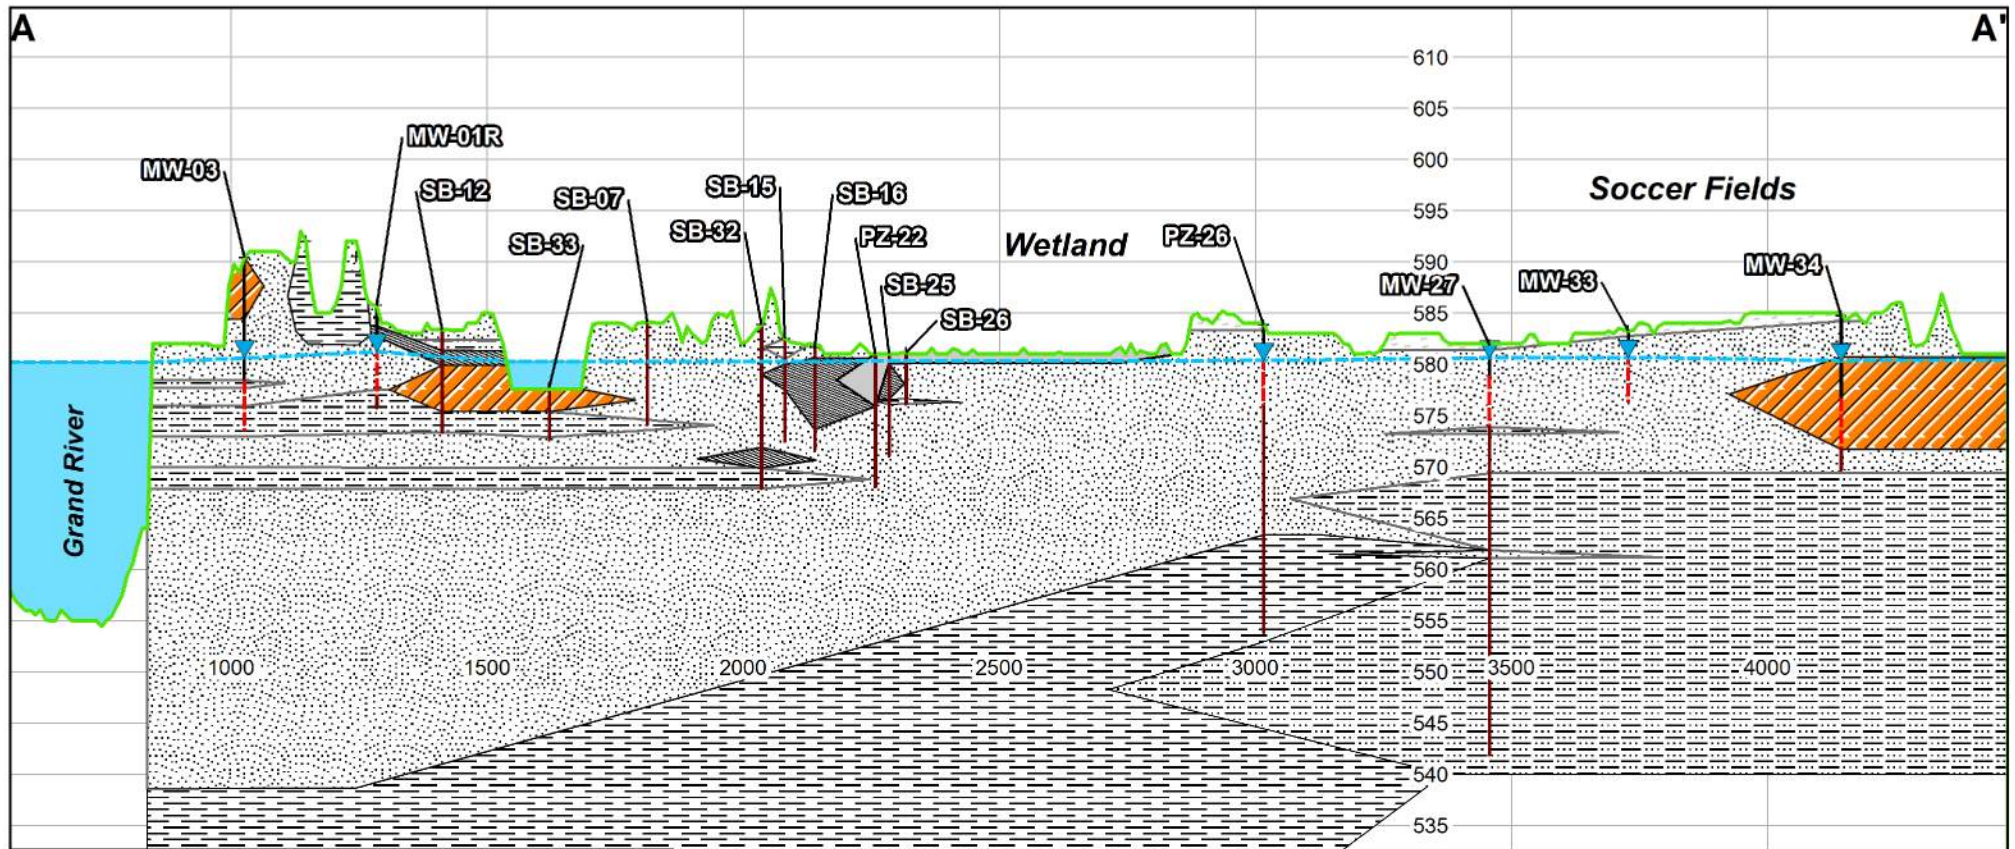 A
A'
610
605
MW-01R
600
MW-03
SB-12
SB-07
SB-15
SB-16
595
Soccer Fields
SB-33
SB-32
PZ-22
Wetland
PZ-26
590
MW-34
SB-25
MW-27
MW-33
585
SB-26
580
575
570
Grand River
565
560
555
1000
1500
2000
2500
3000
3500
4000
550
545
540
535